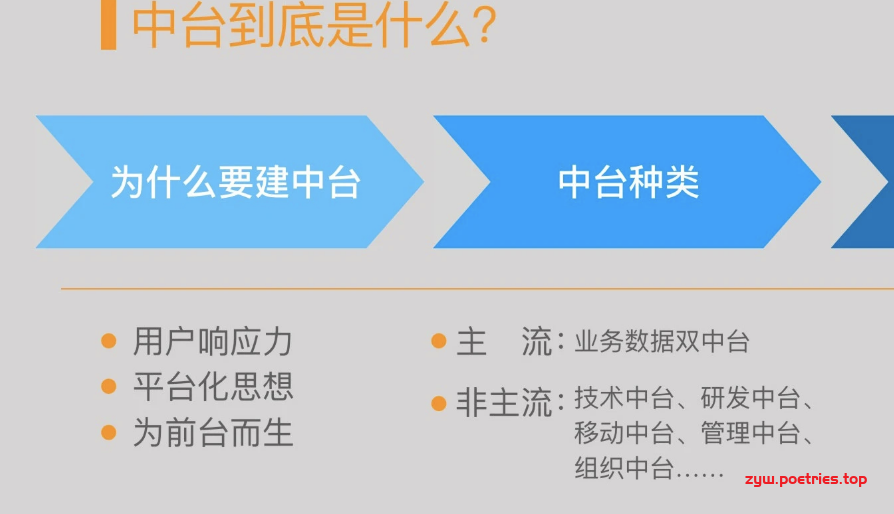 中台到底是什么?
为什么要建中台
中台种类
用户响应力
平台化思想
为前台而生
主 流：业务数据双中台
非主流：技术中台、研发中台、
移动中台、管理中台、
组织中台……
zyw.poetries.top